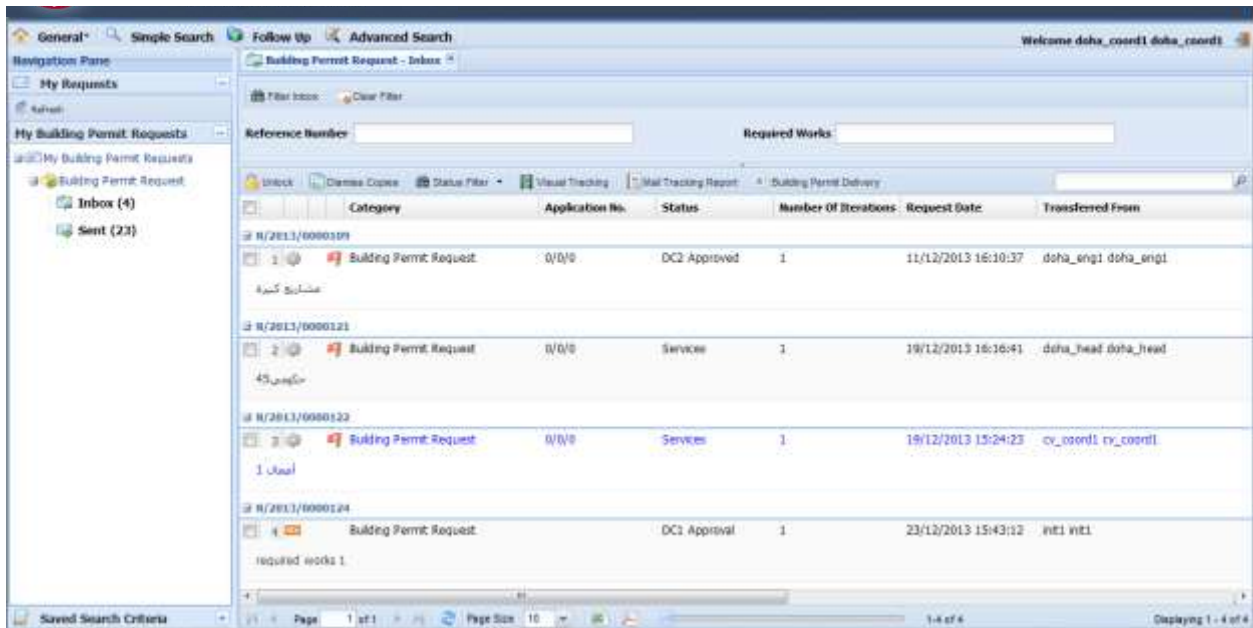 General
Simple Search
Follow Up
Advanced Search
Welcome doha_coord1 doha_coord1
Navigation Pane
Building Permit Request - Inbox
My Requests
Filter Inbox
Clear Filter
Refresh
My Building Permit Requests
Reference Number
Required Works
My Building Permit Requests
Building Permit Request
Inbox (4)
Sent (23)
Unlock
Dismiss Copies
Status Filter
Visual Tracking
Mail Tracking Report
Building Permit Delivery
Category Application No. Status Number Of Iterations Request Date Transferred From
R/2013/0000109
1 Building Permit Request 0/0/0 DC2 Approved 1 11/12/2013 16:10:37 doha_eng1 doha_eng1
مشاريع كبيرة
R/2013/0000121
2 Building Permit Request 0/0/0 Services 1 19/12/2013 16:16:41 doha_head doha_head
حكومي45
R/2013/0000122
3 Building Permit Request 0/0/0 Services 1 19/12/2013 15:24:23 cv_coord1 cv_coord1
أعمال 1
R/2013/0000124
4 Building Permit Request DC1 Approval 1 23/12/2013 15:43:12 init1 init1
required works 1
Saved Search Criteria
Page 1 of 1
Page Size 10
1-4 of 4
Displaying 1 - 4 of 4